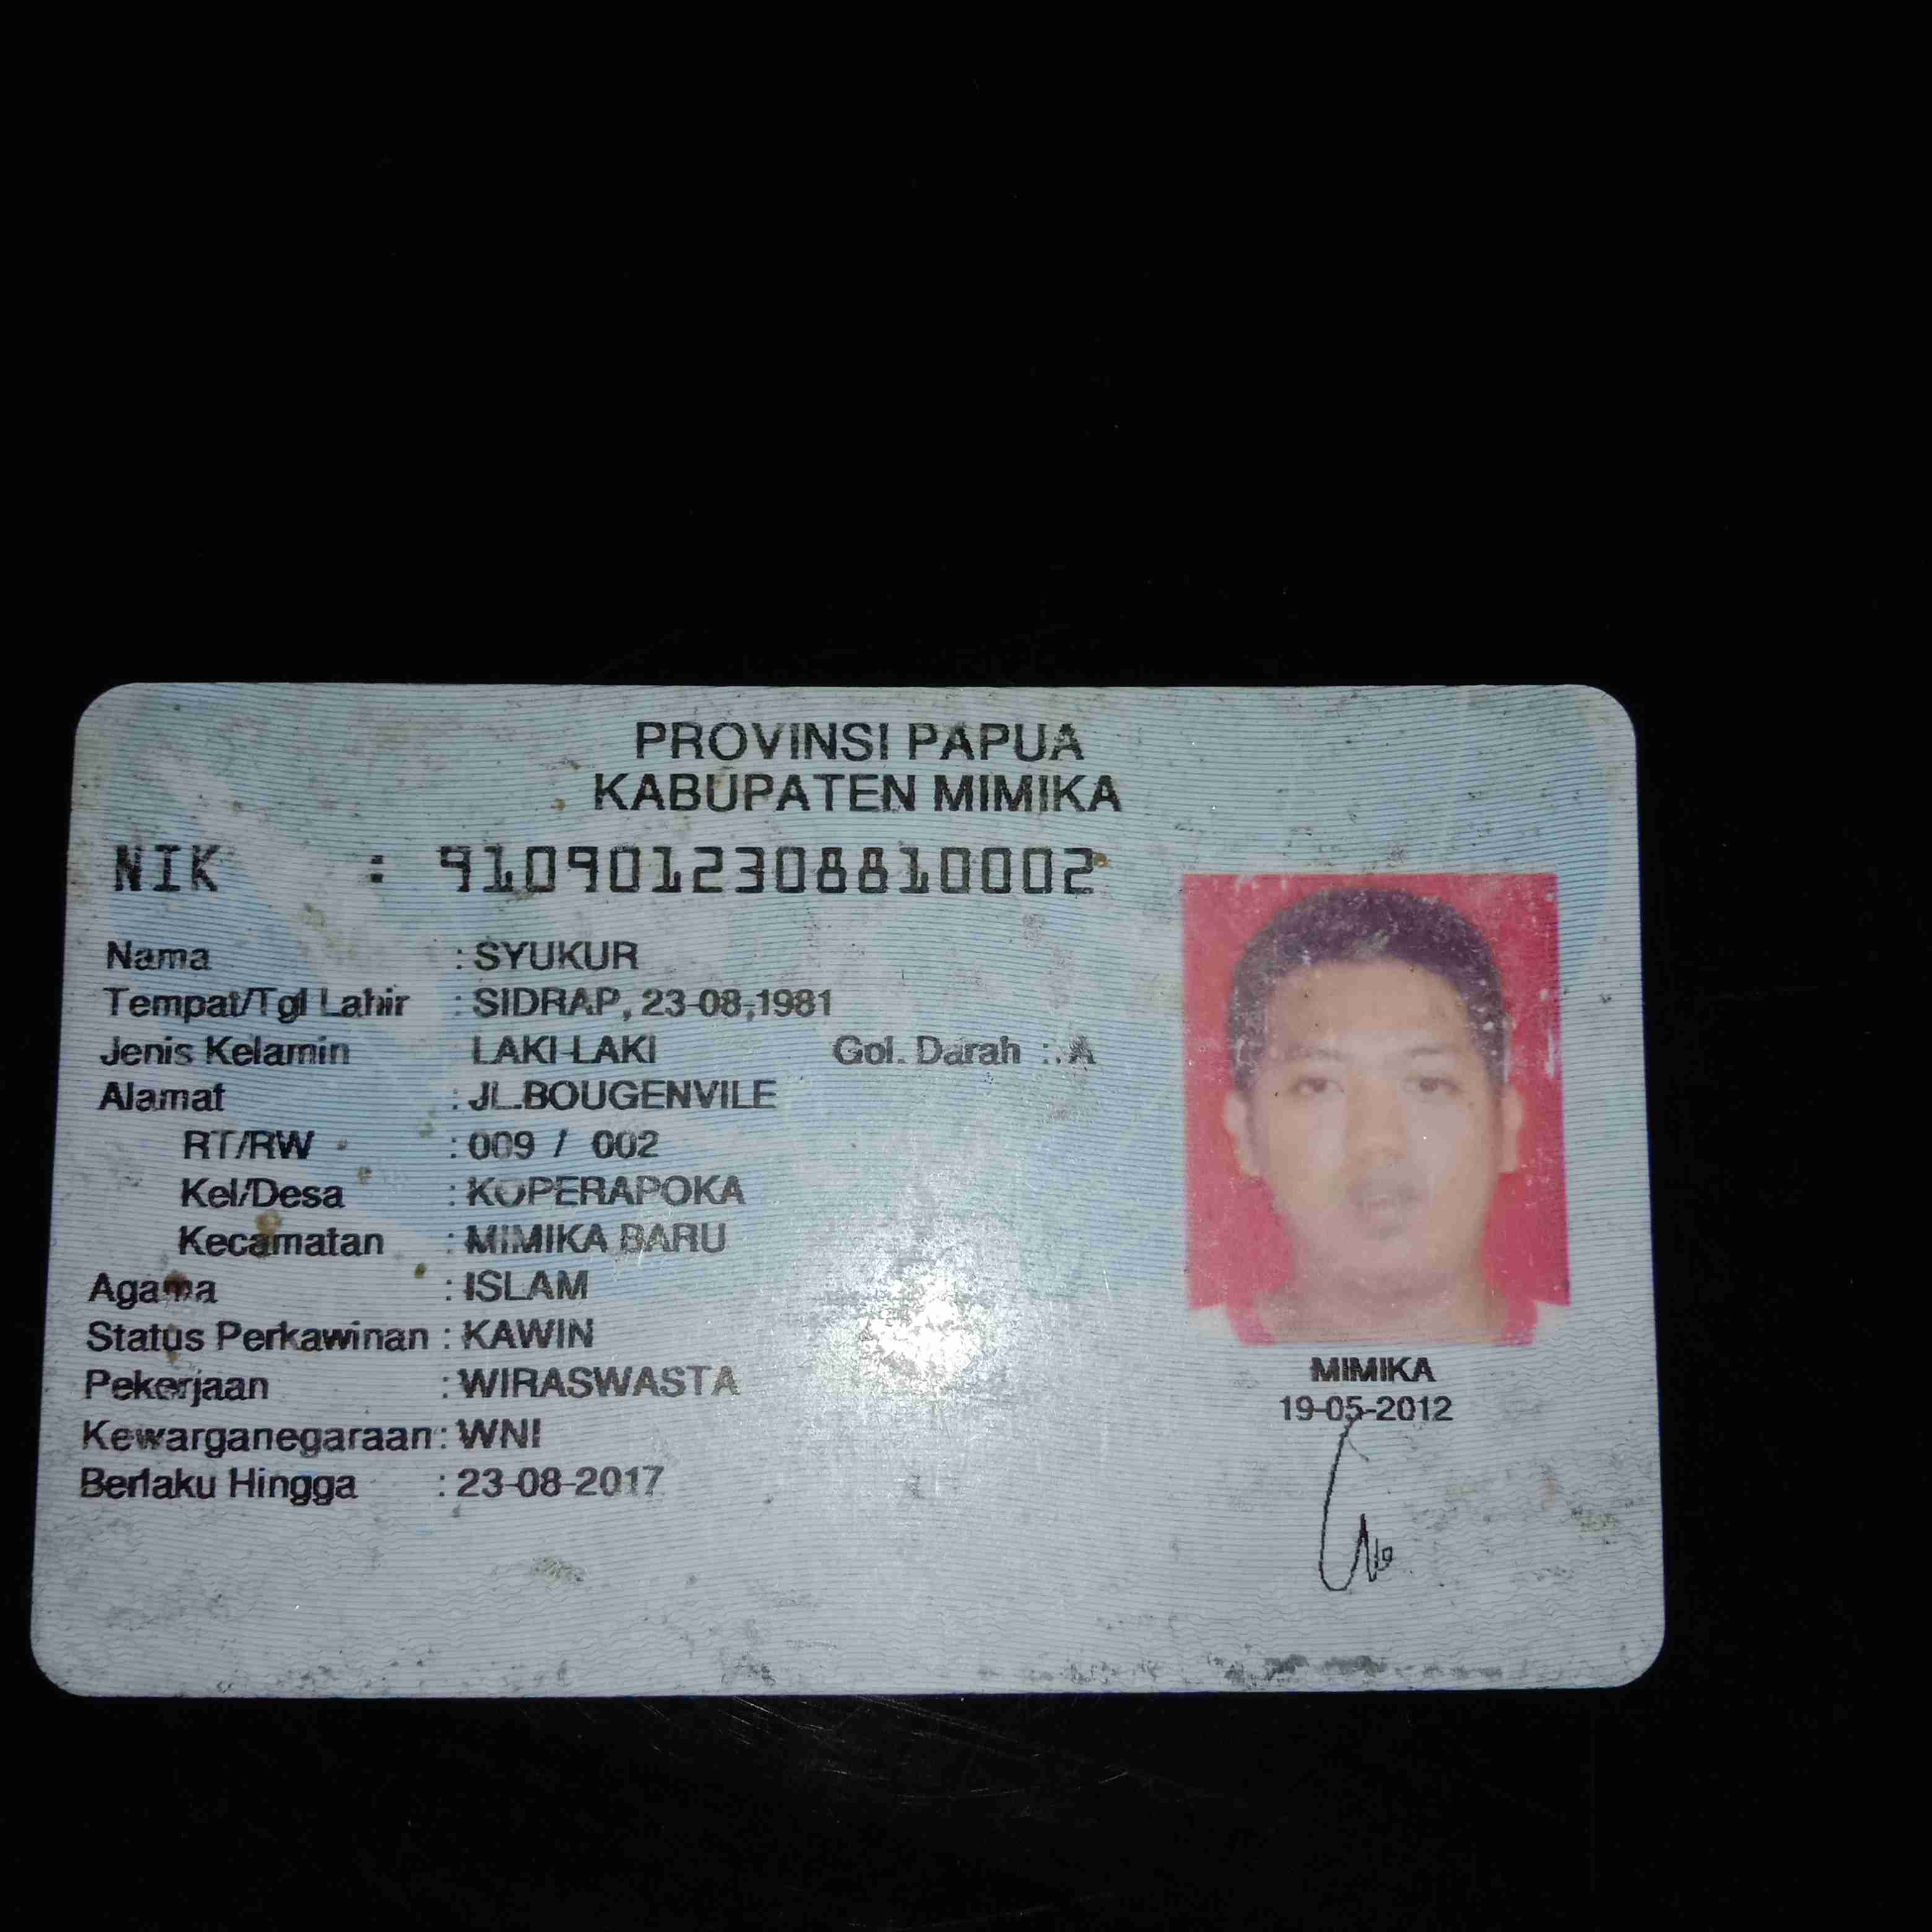 PROVINSI PAPUA
KABUPATEN MIMIKA
NIK : 9109012308810002
Nama : SYUKUR
Tempat/Tgl Lahir : SIDRAP, 23-08,1981
Jenis Kelamin LAKI-LAKI Gol. Darah : A
Alamat : JL.BOUGENVILE
RT/RW : 009 / 002
Kel/Desa : KOPERAPOKA
Kecamatan : MIMIKA BARU
Agama : ISLAM
Status Perkawinan : KAWIN
Pekerjaan : WIRASWASTA
Kewarganegaraan : WNI
Berlaku Hingga : 23-08-2017
MIMIKA
19-05-2012